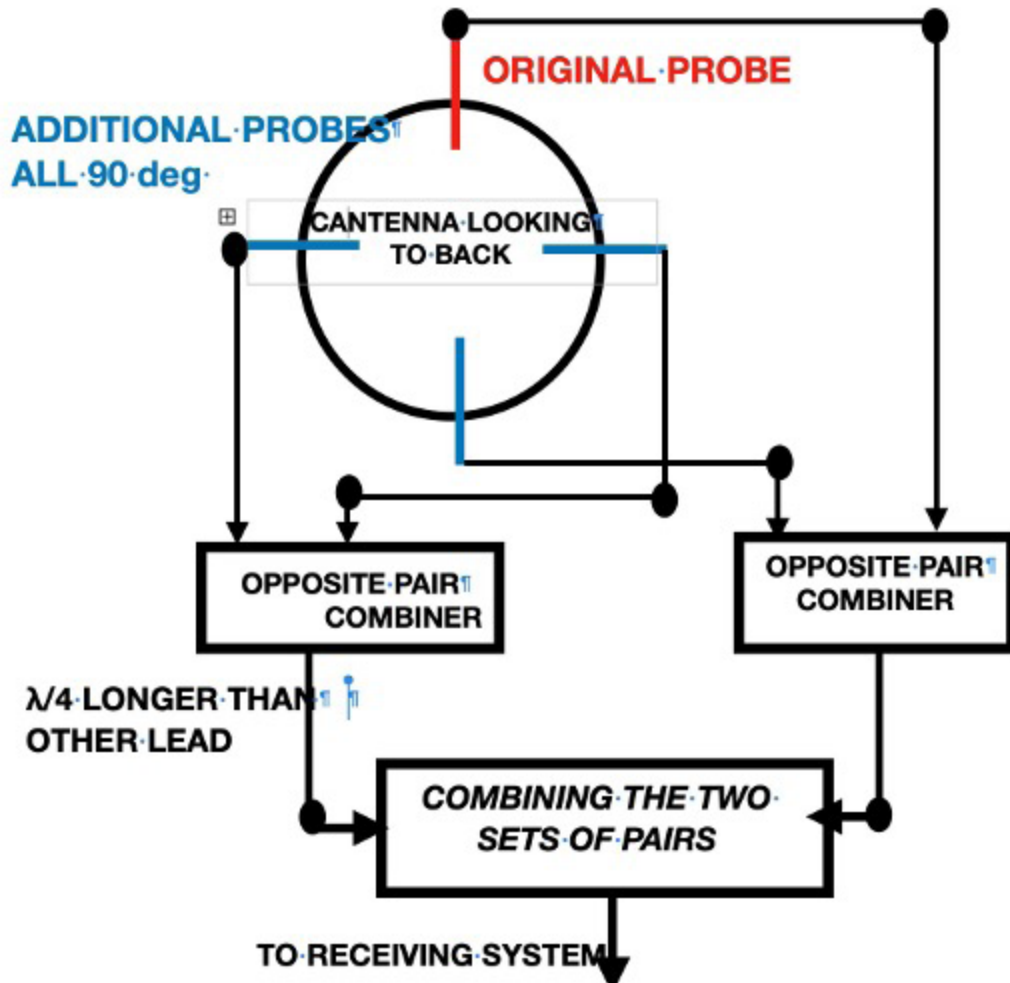 ORIGINAL PROBE
ADDITIONAL PROBES
ALL 90 deg
CANTENNA LOOKING
TO BACK
OPPOSITE PAIR
COMBINER
OPPOSITE PAIR
COMBINER
λ/4 LONGER THAN
OTHER LEAD
COMBINING THE TWO
SETS OF PAIRS
TO RECEIVING SYSTEM